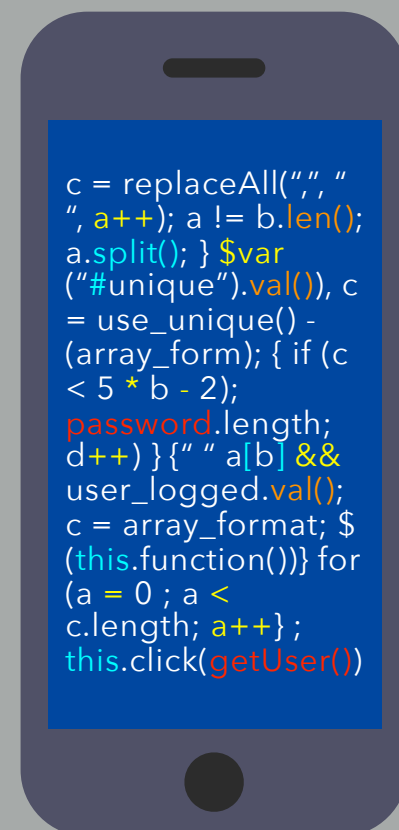 c = replaceAll(“,”, “
“, a++); a != b.len();
a.split(); } $var
(“#unique”).val()), c
= use_unique() -
(array_form); { if (c
< 5 * b - 2);
password.length;
d++) } {“ “ a[b] &&
user_logged.val();
c = array_format; $
(this.function())} for
(a = 0 ; a <
c.length; a++} ;
this.click(getUser())